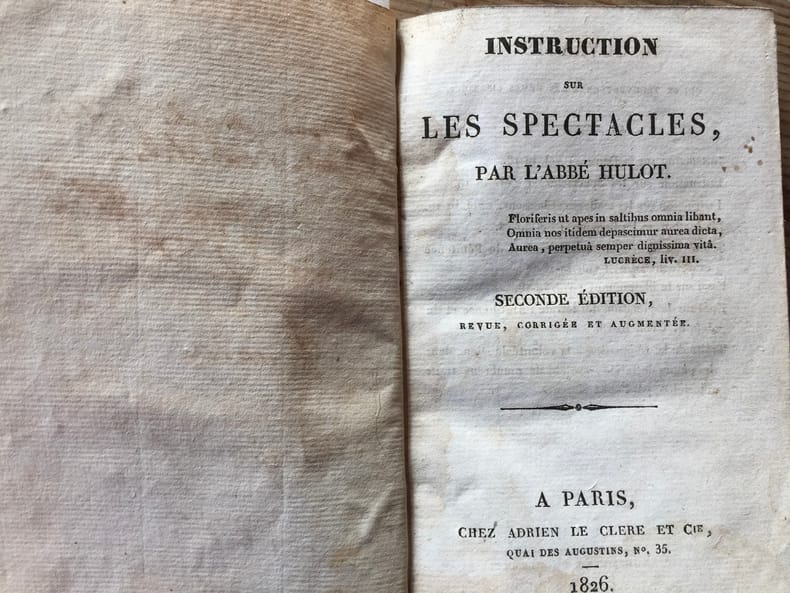 INSTRUCTION
SUR
LES SPECTACLES,
PAR L'ABBÉ HULOT.
Floriferis ut apes in saltibus omnia libant,
Omnia nos itidem depascimur aurea dicta,
Aurea, perpetuâ semper dignissima vitâ.
LUCRÈCE, liv. III.
SECONDE ÉDITION,
REVUE, CORRIGÉE ET AUGMENTÉE.
A PARIS,
CHEZ ADRIEN LE CLERE ET Cie,
QUAI DES AUGUSTINS, No. 35.
1826.